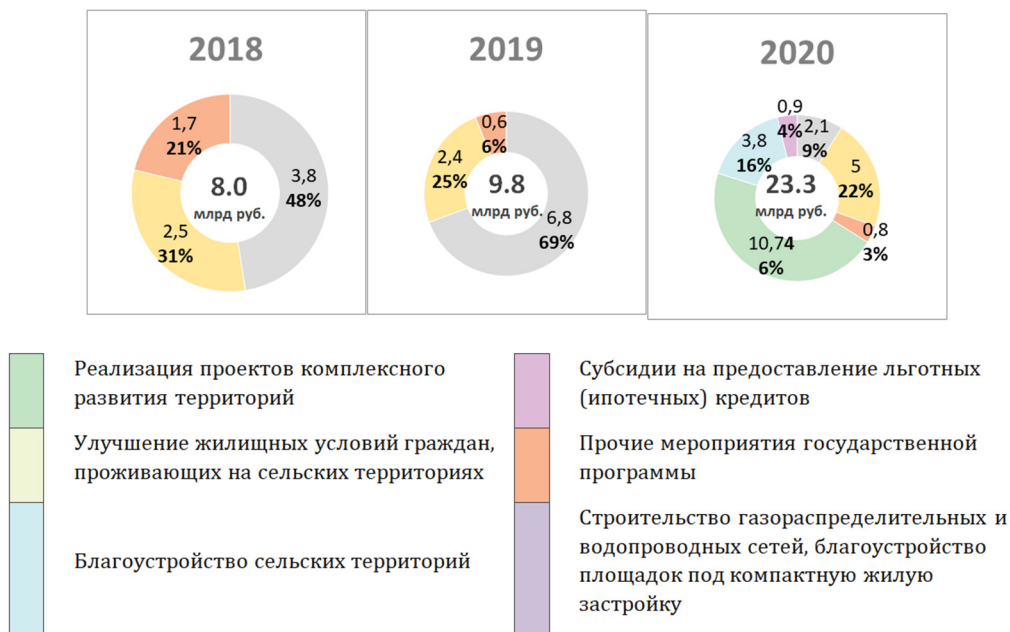 2018
1,7
21%
3,8
48%
2,5
31%
8.0
млрд руб.
2019
0,6
6%
2,4
25%
6,8
69%
9.8
млрд руб.
2020
0,9
4%
2,1
9%
3,8
16%
5
22%
0,8
3%
10,74
6%
23.3
млрд руб.
Реализация проектов комплексного
развития территорий
Улучшение жилищных условий граждан,
проживающих на сельских территориях
Благоустройство сельских территорий
Субсидии на предоставление льготных
(ипотечных) кредитов
Прочие мероприятия государственной
программы
Строительство газораспределительных и
водопроводных сетей, благоустройство
площадок под компактную жилую
застройку